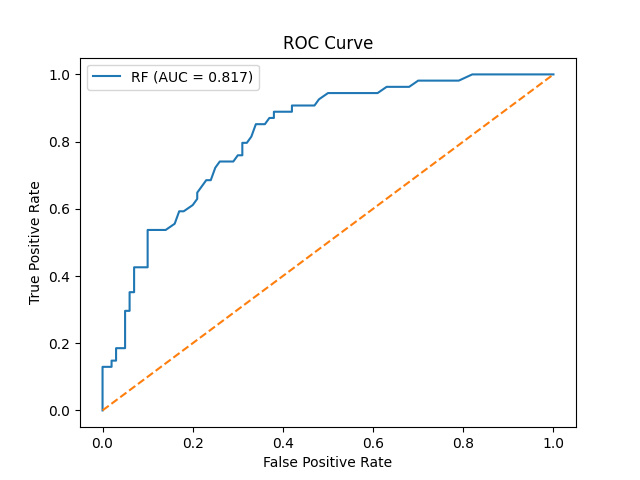 ROC Curve
RF (AUC = 0.817)
1.0
0.8
0.6
0.4
0.2
0.0
True Positive Rate
0.0 0.2 0.4 0.6 0.8 1.0
False Positive Rate